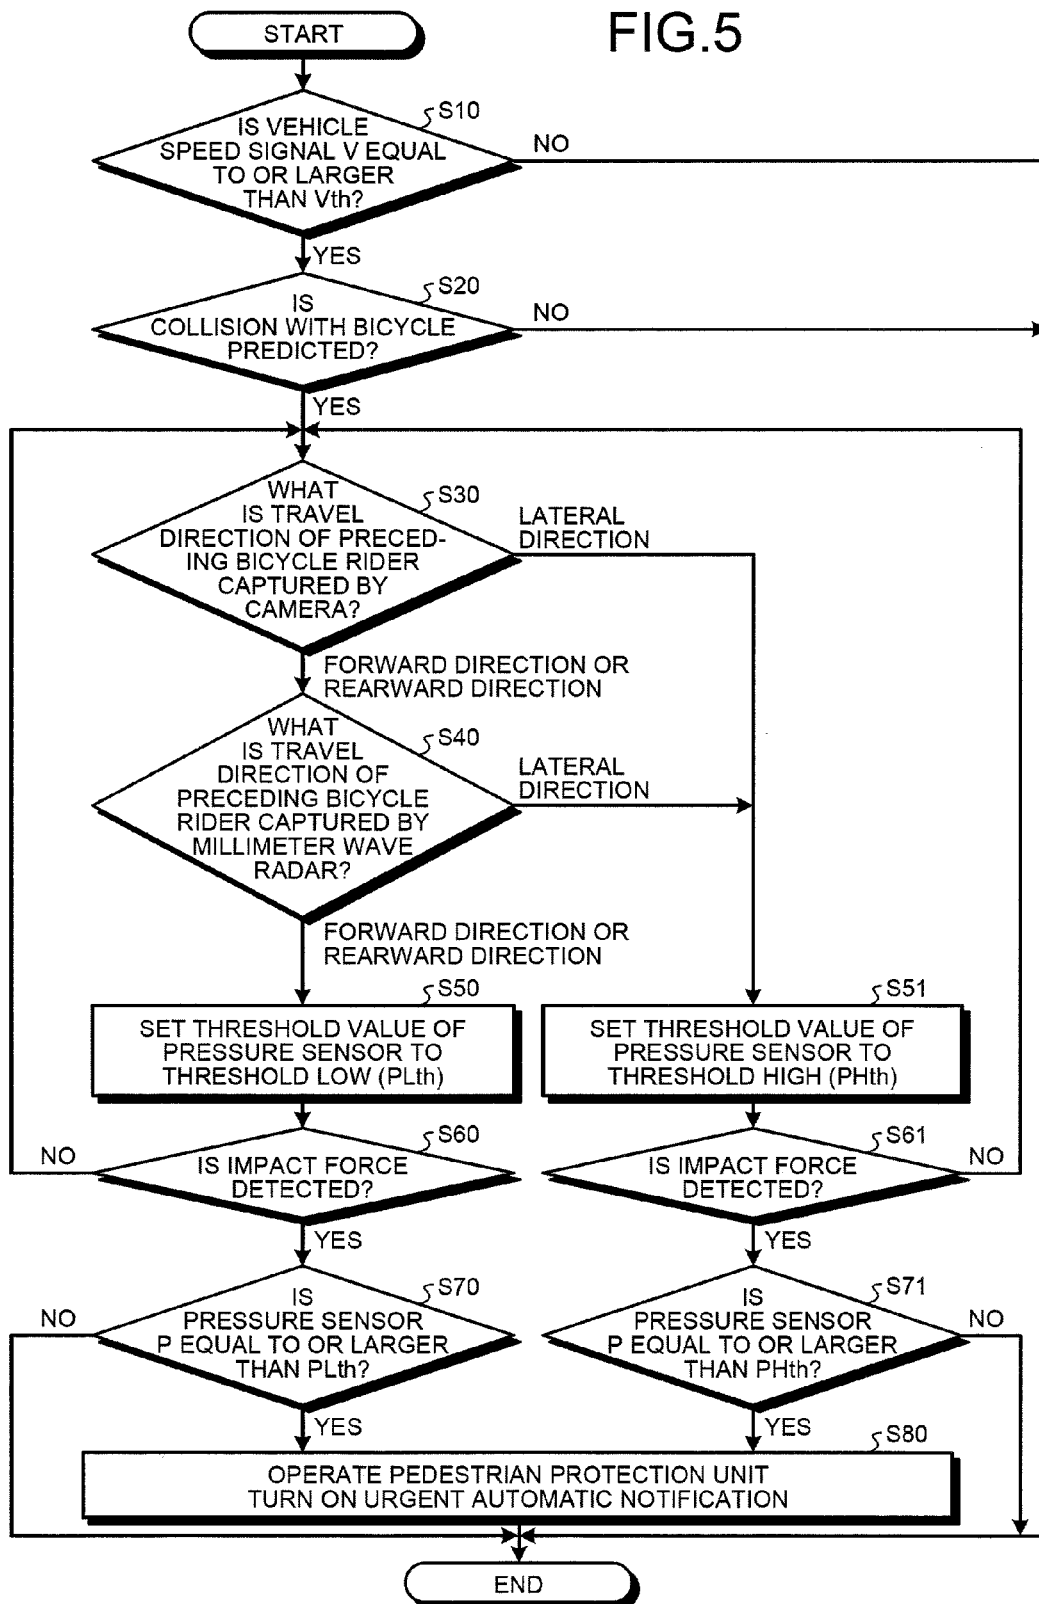 FIG.5
START
S10
IS VEHICLE
SPEED SIGNAL V EQUAL
TO OR LARGER
THAN Vth?
NO
YES
S20
IS
COLLISION WITH BICYCLE
PREDICTED?
NO
YES
S30
WHAT
IS TRAVEL
DIRECTION OF PRECED-
ING BICYCLE RIDER
CAPTURED BY
CAMERA?
LATERAL
DIRECTION
FORWARD DIRECTION OR
REARWARD DIRECTION
S40
WHAT
IS TRAVEL
DIRECTION OF
PRECEDING BICYCLE
RIDER CAPTURED BY
MILLIMETER WAVE
RADAR?
LATERAL
DIRECTION
FORWARD DIRECTION OR
REARWARD DIRECTION
S50
SET THRESHOLD VALUE OF
PRESSURE SENSOR TO
THRESHOLD LOW (PLth)
S51
SET THRESHOLD VALUE OF
PRESSURE SENSOR TO
THRESHOLD HIGH (PHth)
S60
NO
IS IMPACT FORCE
DETECTED?
YES
S61
IS IMPACT FORCE
DETECTED?
NO
YES
S70
NO
IS
PRESSURE SENSOR
P EQUAL TO OR LARGER
THAN PLth?
YES
S71
IS
PRESSURE SENSOR
P EQUAL TO OR LARGER
THAN PHth?
NO
YES
S80
OPERATE PEDESTRIAN PROTECTION UNIT
TURN ON URGENT AUTOMATIC NOTIFICATION
END